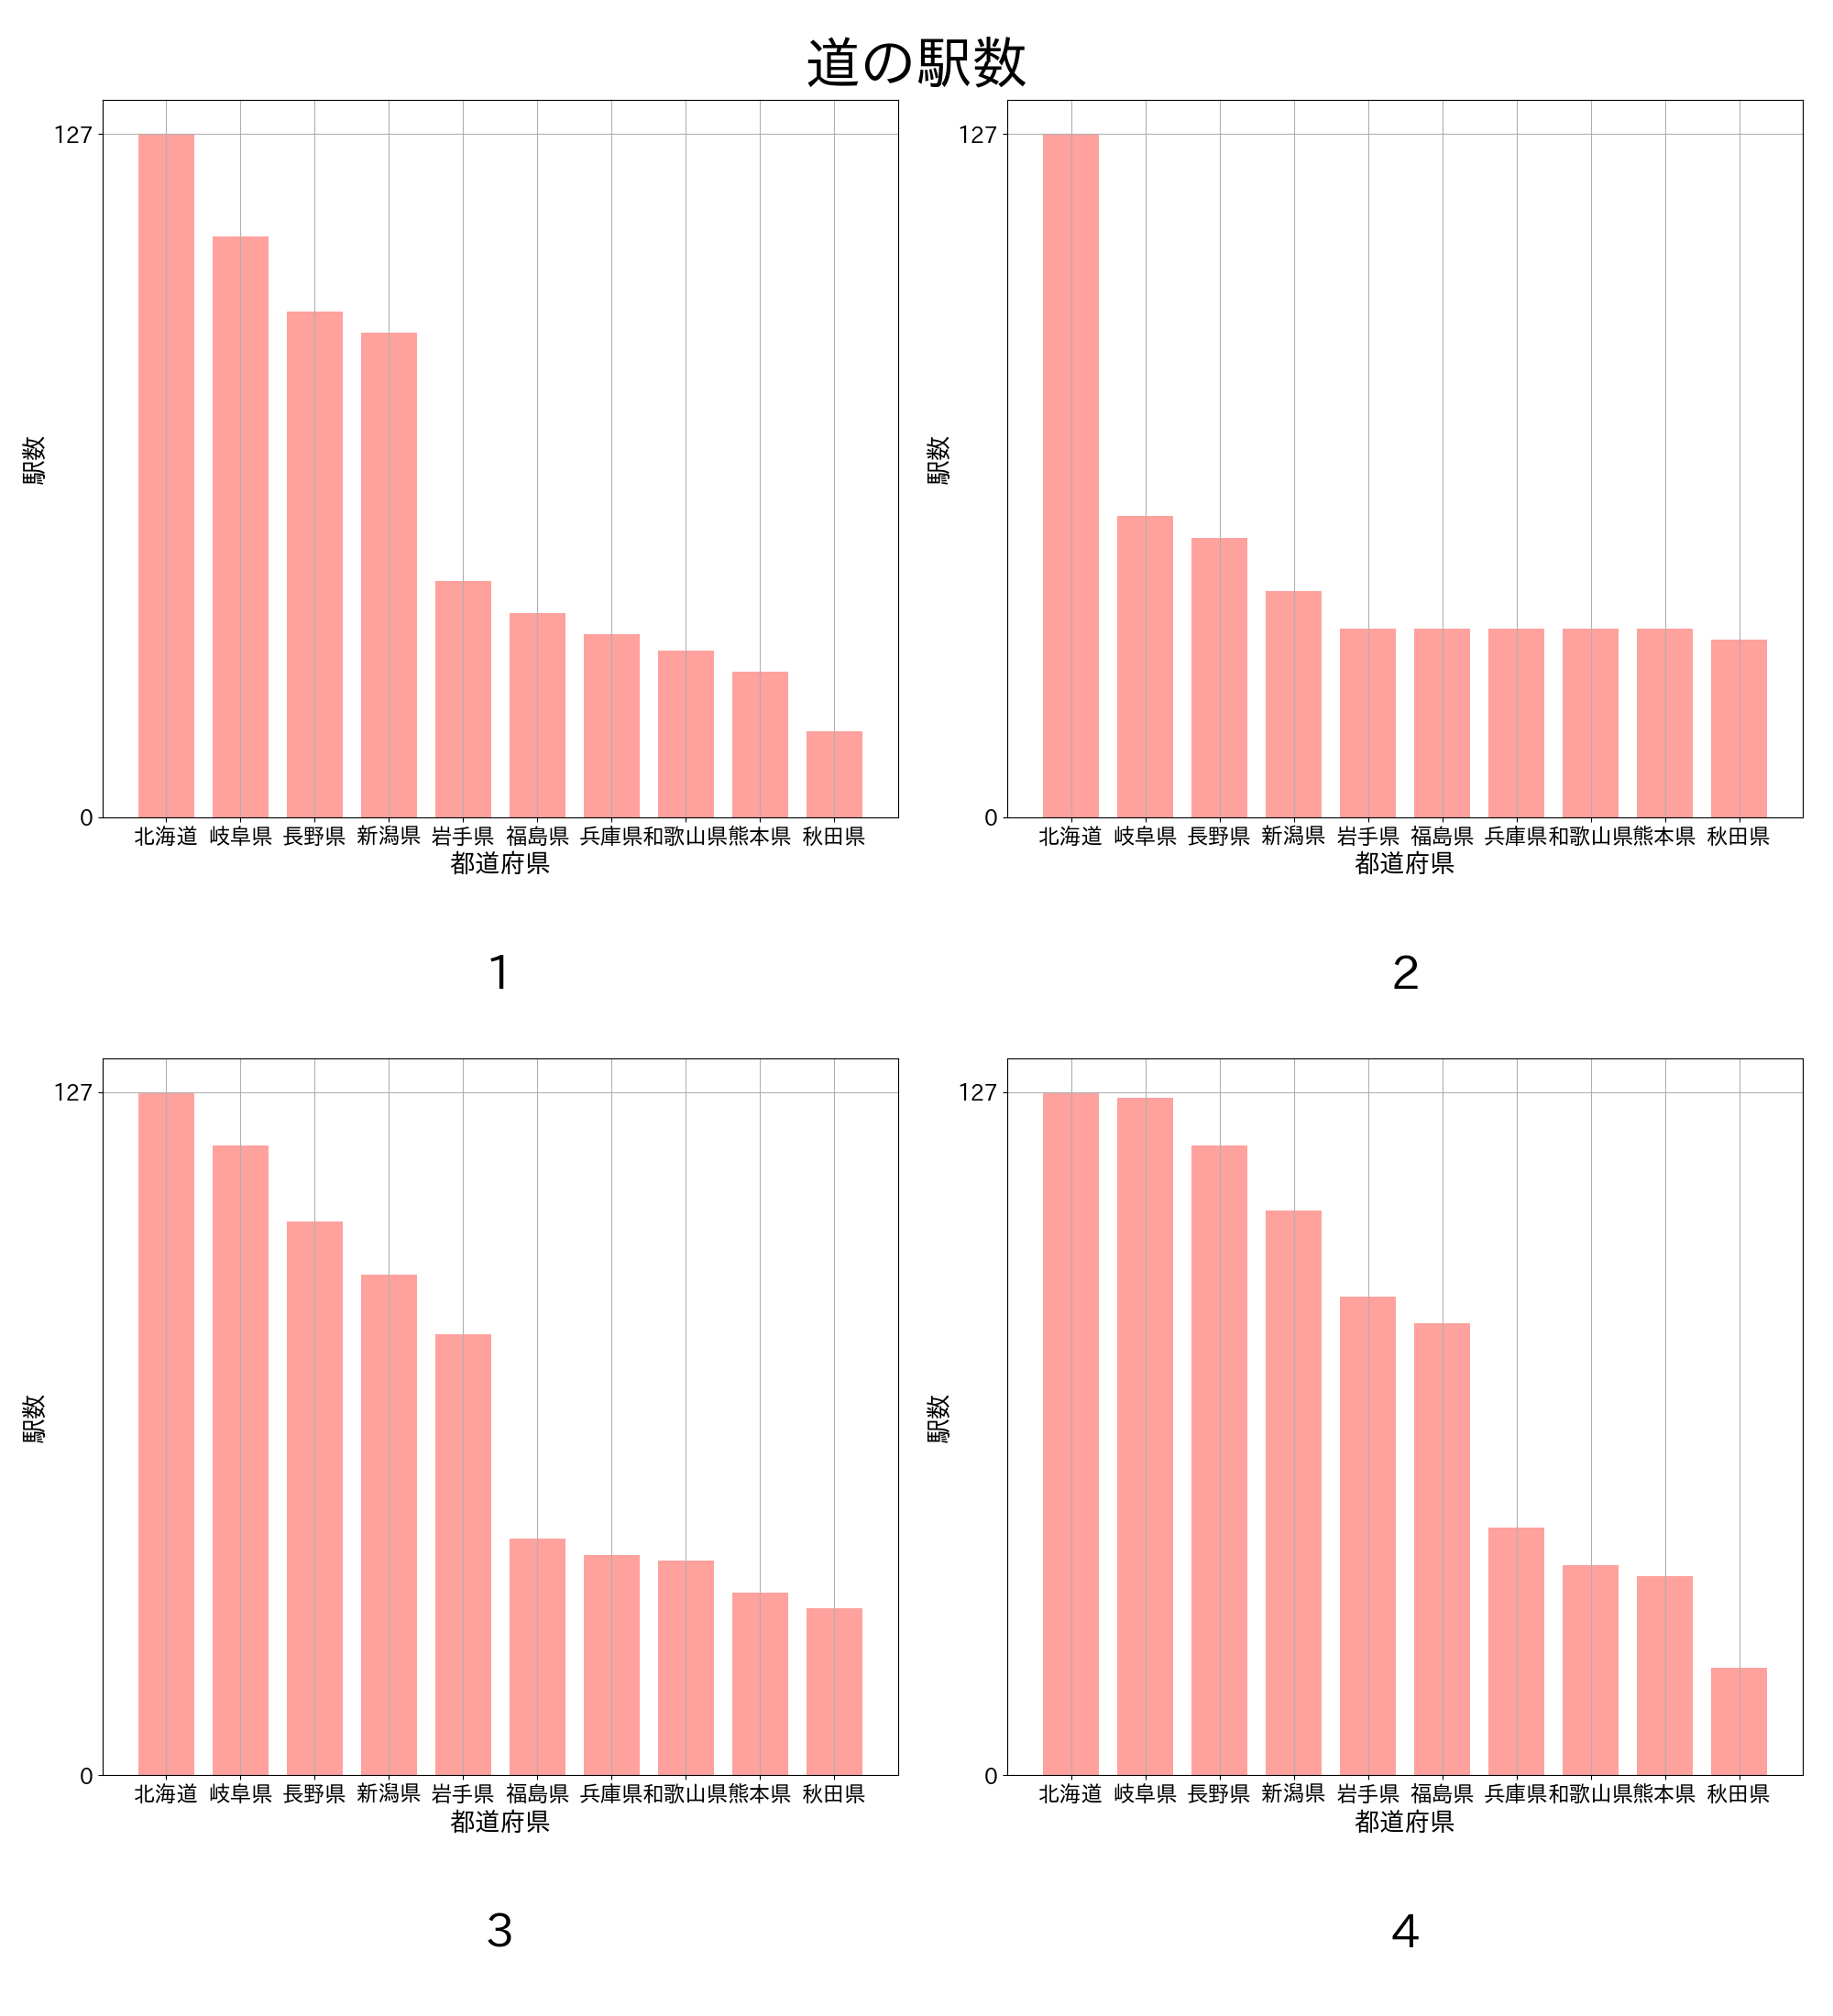 道の駅数
127
0
駅数
北海道 岐阜県 長野県 新潟県 岩手県 福島県 兵庫県 和歌山県 熊本県 秋田県
都道府県
1
127
0
駅数
北海道 岐阜県 長野県 新潟県 岩手県 福島県 兵庫県 和歌山県 熊本県 秋田県
都道府県
2
127
0
駅数
北海道 岐阜県 長野県 新潟県 岩手県 福島県 兵庫県 和歌山県 熊本県 秋田県
都道府県
3
127
0
駅数
北海道 岐阜県 長野県 新潟県 岩手県 福島県 兵庫県 和歌山県 熊本県 秋田県
都道府県
4